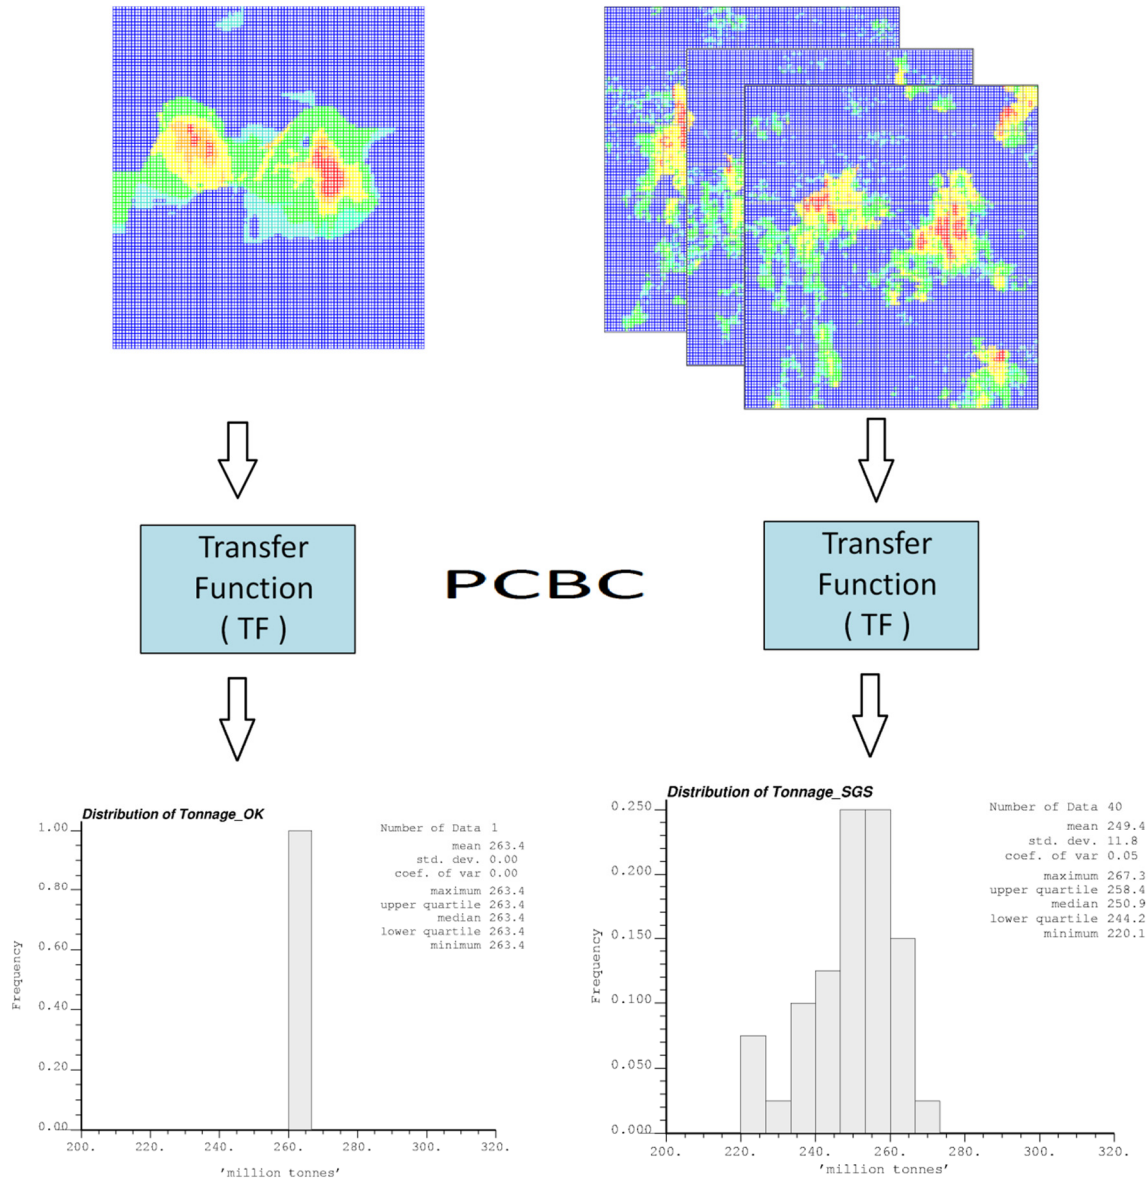 Transfer
Function
( TF )
PCBC
Transfer
Function
( TF )
Distribution of Tonnage_OK
Number of Data 1
mean 263.4
std. dev. 0.00
coef. of var 0.00
maximum 263.4
upper quartile 263.4
median 263.4
lower quartile 263.4
minimum 263.4
Frequency
1.00
0.80
0.60
0.40
0.20
0.00
200. 220. 240. 260. 280. 300. 320.
'million tonnes'
Distribution of Tonnage_SGS
Number of Data 40
mean 249.4
std. dev. 11.8
coef. of var 0.05
maximum 267.3
upper quartile 258.4
median 250.9
lower quartile 244.2
minimum 220.1
Frequency
0.250
0.200
0.150
0.100
0.050
0.000
200. 220. 240. 260. 280. 300. 320.
'million tonnes'